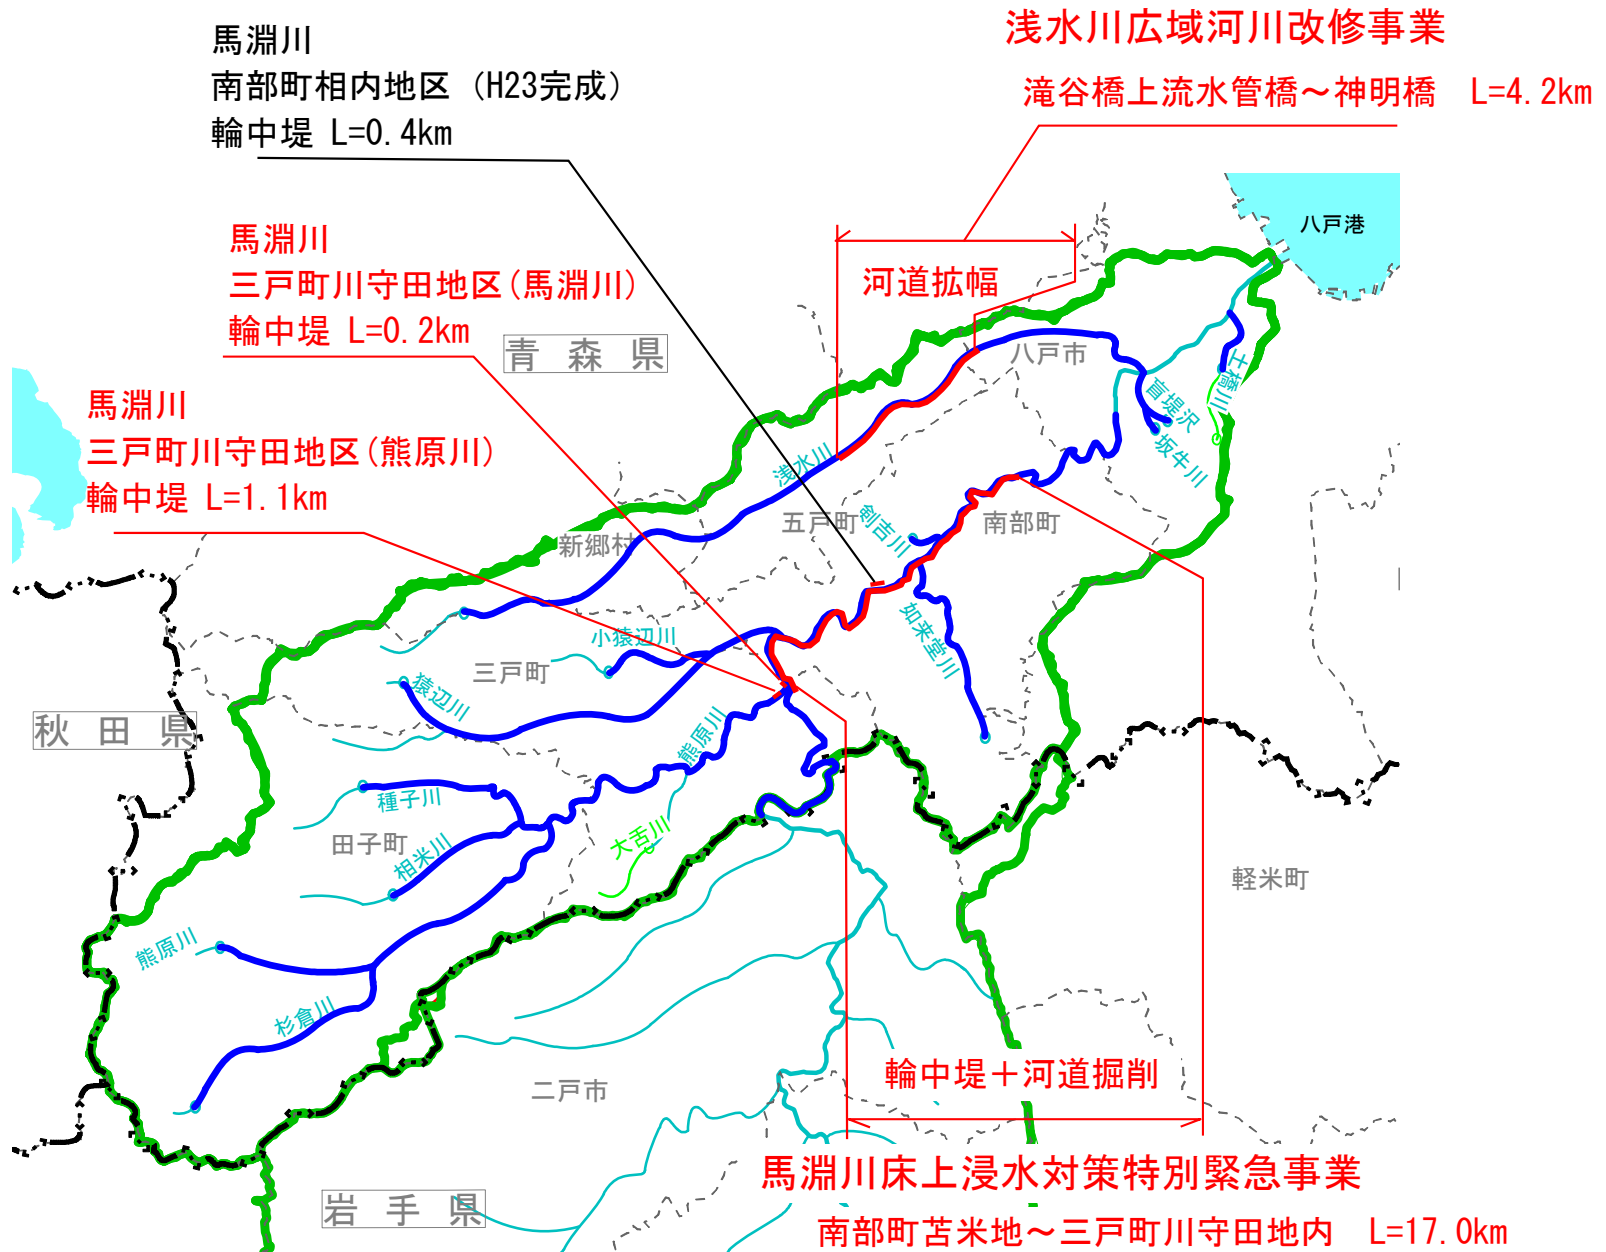 浅水川広域河川改修事業
滝谷橋上流水管橋～神明橋　L=4.2km
馬淵川
南部町相内地区 (H23完成)
輪中堤 L=0.4km
八戸港
馬淵川
三戸町川守田地区(馬淵川)
輪中堤 L=0.2km
河道拡幅
青 森 県
八戸市
土橋川
盲堤沢
坂牛川
馬淵川
三戸町川守田地区(熊原川)
輪中堤 L=1.1km
浅水川
五戸町
剣吉川
南部町
新郷村
如来堂川
小猿辺川
三戸町
猿辺川
秋 田 県
熊原川
種子川
田子町
相米川
大舌川
軽米町
熊原川
杉倉川
二戸市
輪中堤＋河道掘削
馬淵川床上浸水対策特別緊急事業
岩 手 県
南部町苫米地～三戸町川守田地内　L=17.0km